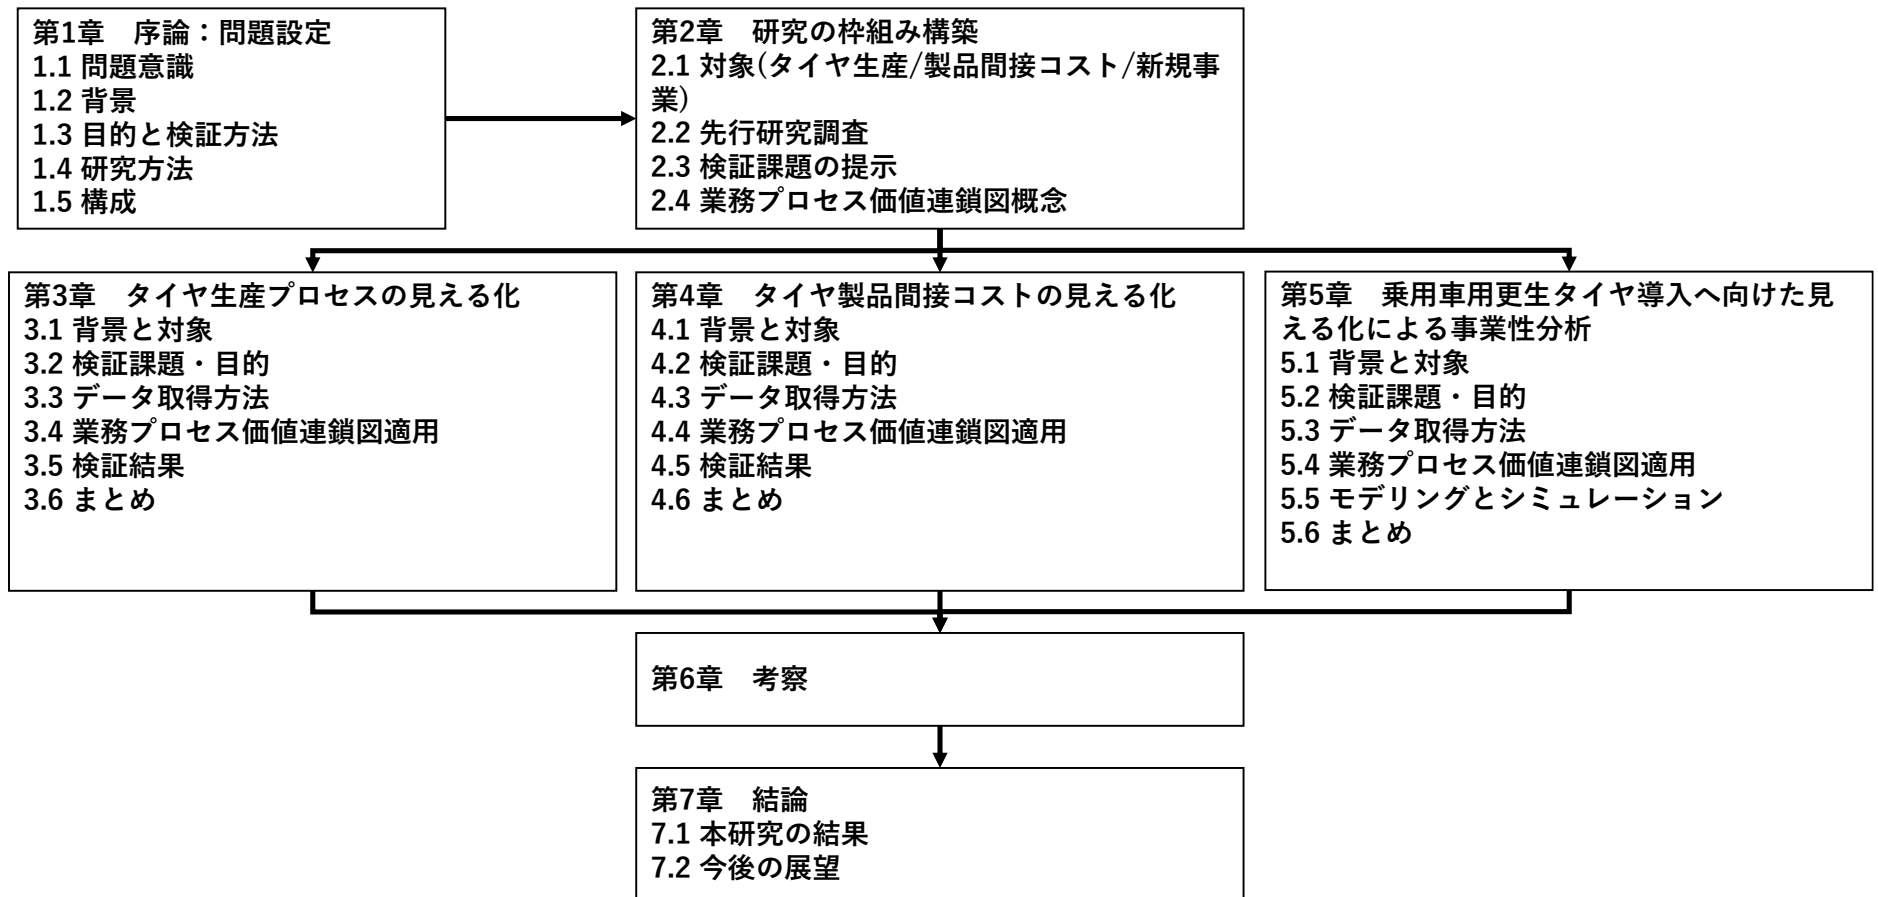 第1章　序論：問題設定
1.1 問題意識
1.2 背景
1.3 目的と検証方法
1.4 研究方法
1.5 構成
第2章　研究の枠組み構築
2.1 対象(タイヤ生産/製品間接コスト/新規事
業)
2.2 先行研究調査
2.3 検証課題の提示
2.4 業務プロセス価値連鎖図概念
第3章　タイヤ生産プロセスの見える化
3.1 背景と対象
3.2 検証課題・目的
3.3 データ取得方法
3.4 業務プロセス価値連鎖図適用
3.5 検証結果
3.6 まとめ
第4章　タイヤ製品間接コストの見える化
4.1 背景と対象
4.2 検証課題・目的
4.3 データ取得方法
4.4 業務プロセス価値連鎖図適用
4.5 検証結果
4.6 まとめ
第5章　乗用車用更生タイヤ導入へ向けた見
える化による事業性分析
5.1 背景と対象
5.2 検証課題・目的
5.3 データ取得方法
5.4 業務プロセス価値連鎖図適用
5.5 モデリングとシミュレーション
5.6 まとめ
第6章　考察
第7章　結論
7.1 本研究の結果
7.2 今後の展望